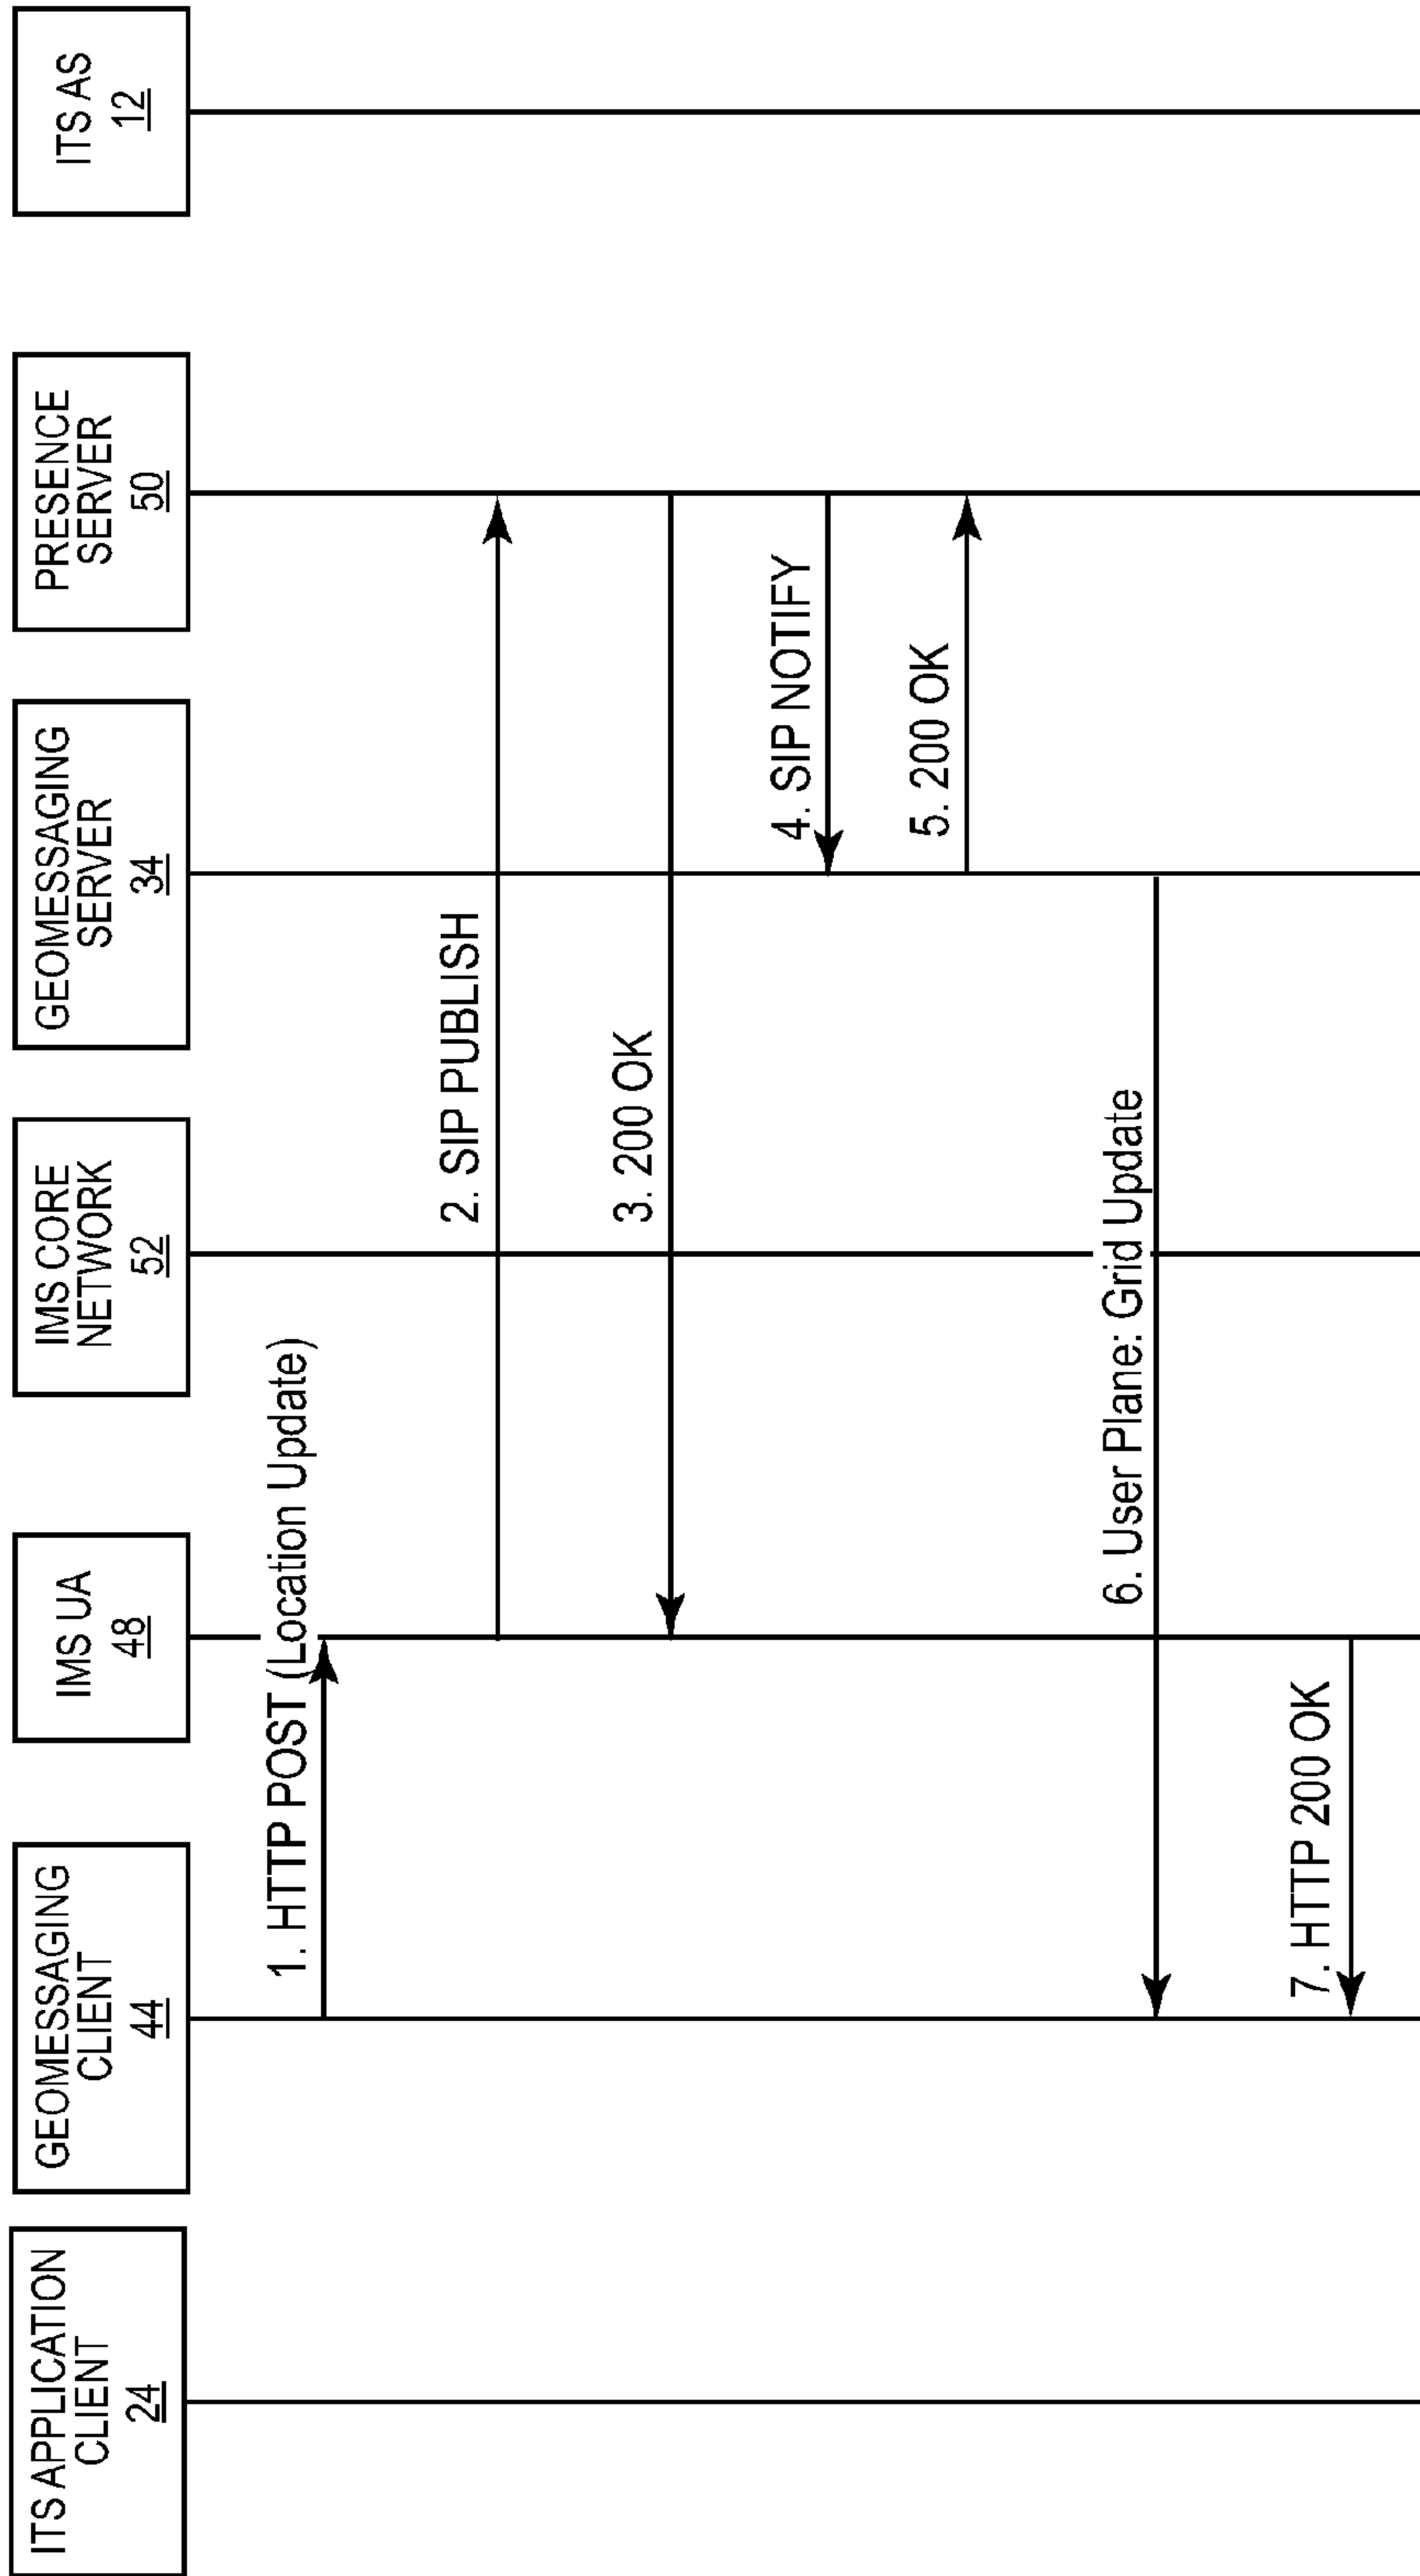 ITS APPLICATION
CLIENT
24
GEOMESSAGING
CLIENT
44
IMS UA
48
IMS CORE
NETWORK
52
GEOMESSAGING
SERVER
34
PRESENCE
SERVER
50
ITS AS
12
1. HTTP POST (Location Update)
2. SIP PUBLISH
3. 200 OK
4. SIP NOTIFY
5. 200 OK
6. User Plane: Grid Update
7. HTTP 200 OK